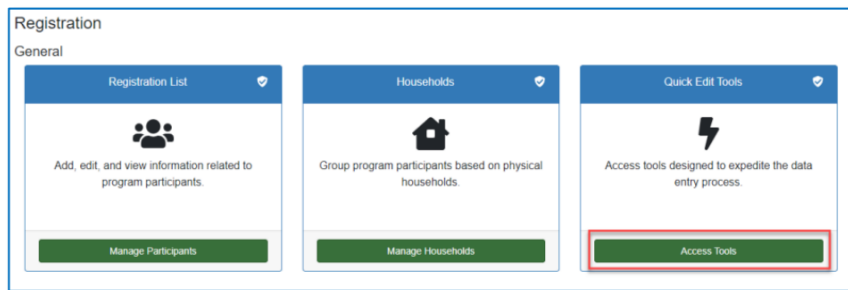 Registration
General
Registration List
Add, edit, and view information related to
program participants.
Manage Participants
Households
Group program participants based on physical
households.
Manage Households
Quick Edit Tools
Access tools designed to expedite the data
entry process.
Access Tools